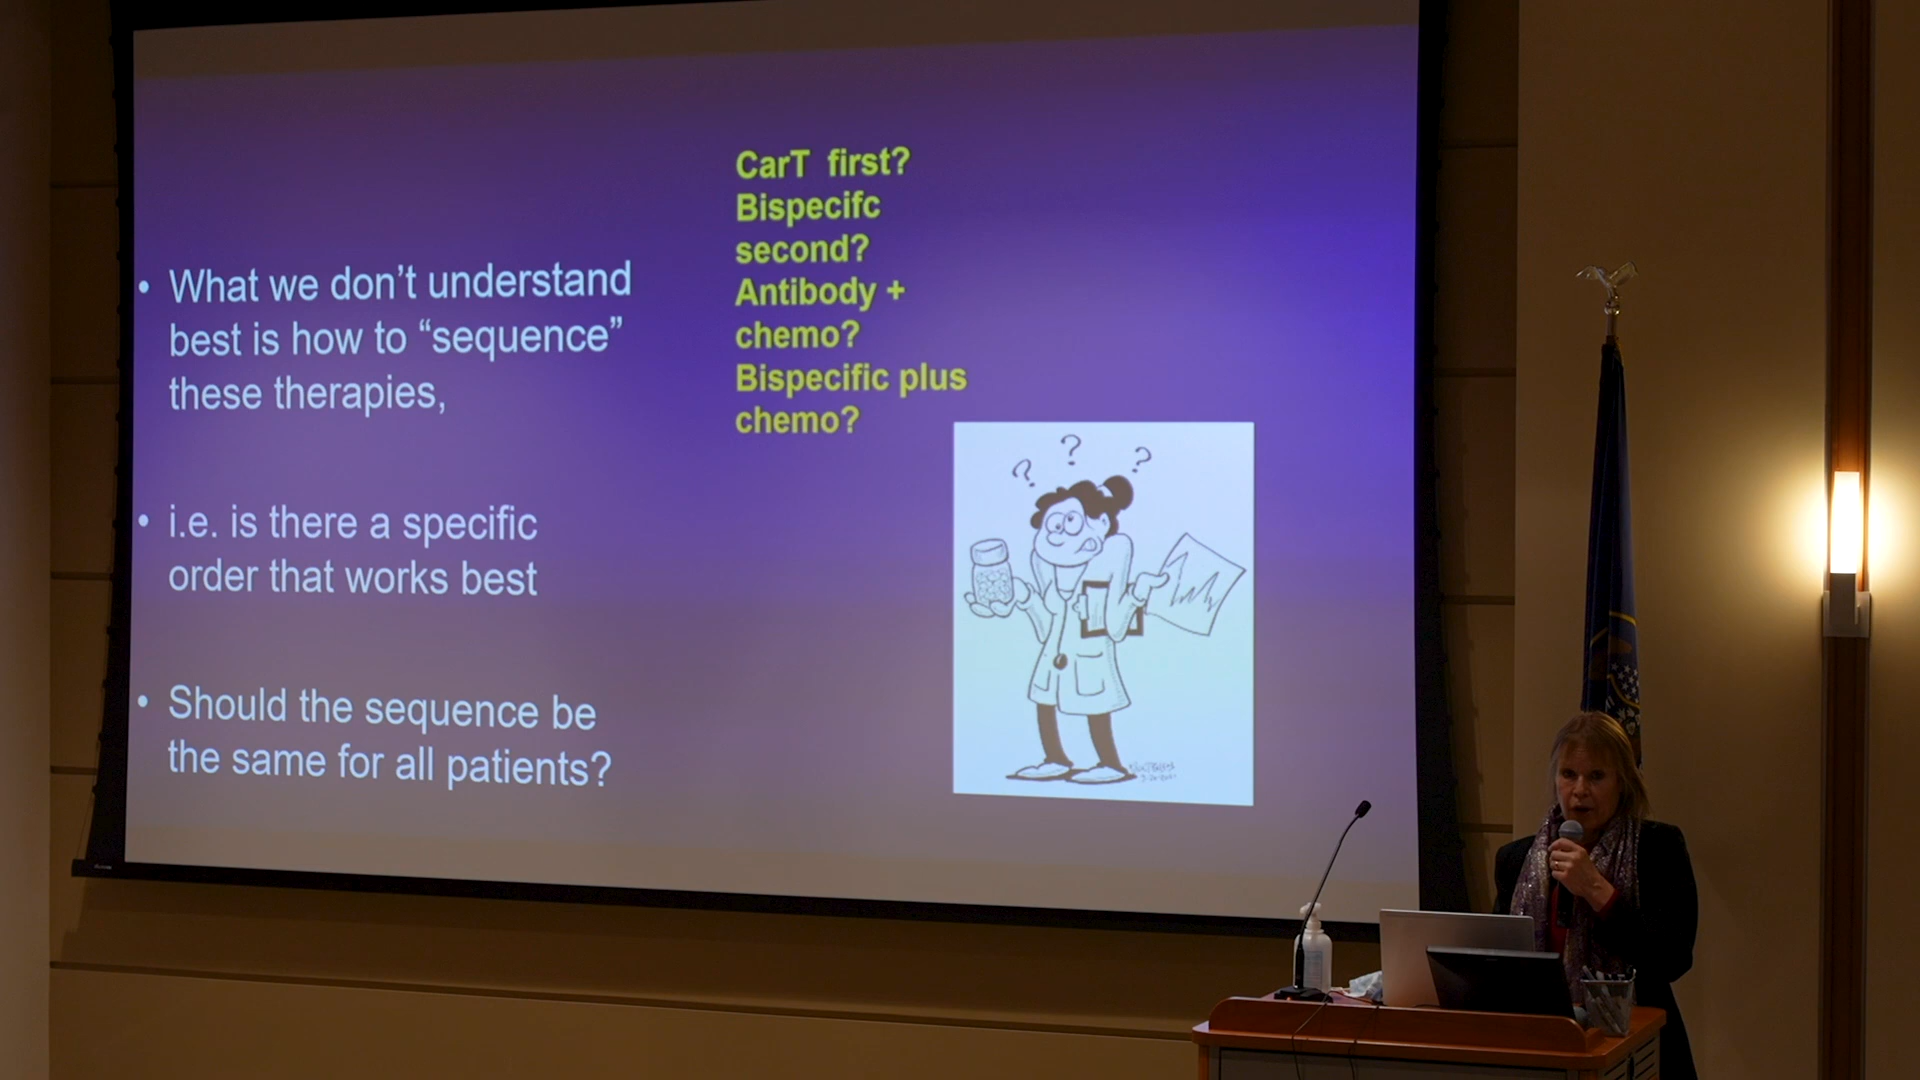 • What we don't understand
best is how to “sequence”
these therapies,
• i.e. is there a specific
order that works best
• Should the sequence be
the same for all patients?
CarT first?
Bispecifc
second?
Antibody +
chemo?
Bispecific plus
chemo?
? ? ?